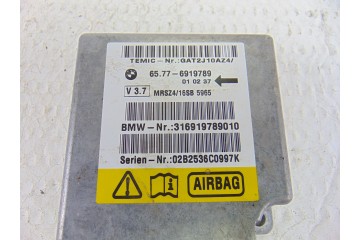 TEMIC-Nr.:GAT2J10AZ4/
65.77-6919789
01 02 37
V 3.7 MRSZ4/16SB 5965
BMW-Nr.:316919789010
Serien-Nr.:02B2536C0997K
AIRBAG